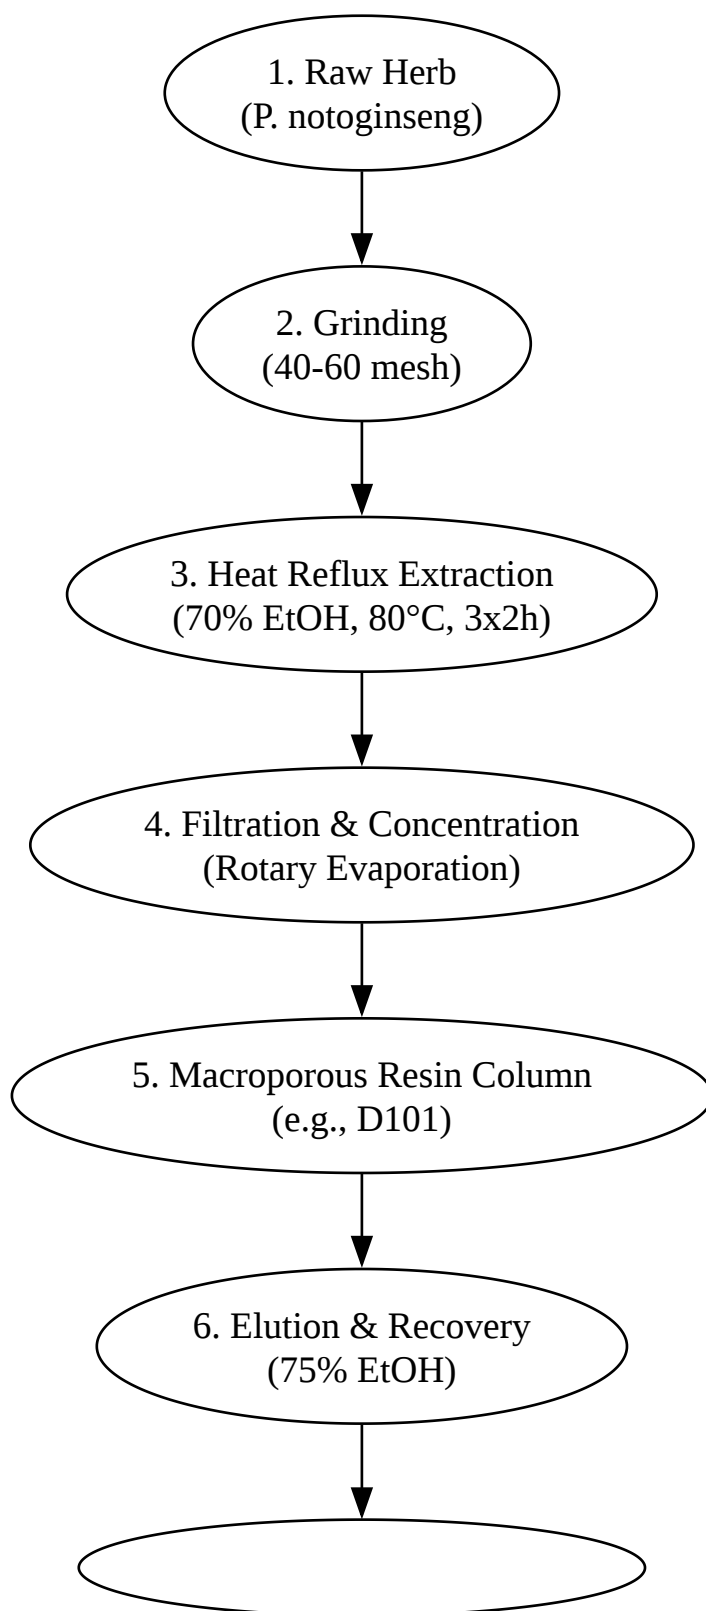 1. Raw Herb
(P. notoginseng)
2. Grinding
(40-60 mesh)
3. Heat Reflux Extraction
(70% EtOH, 80°C, 3x2h)
4. Filtration & Concentration
(Rotary Evaporation)
5. Macroporous Resin Column
(e.g., D101)
6. Elution & Recovery
(75% EtOH)